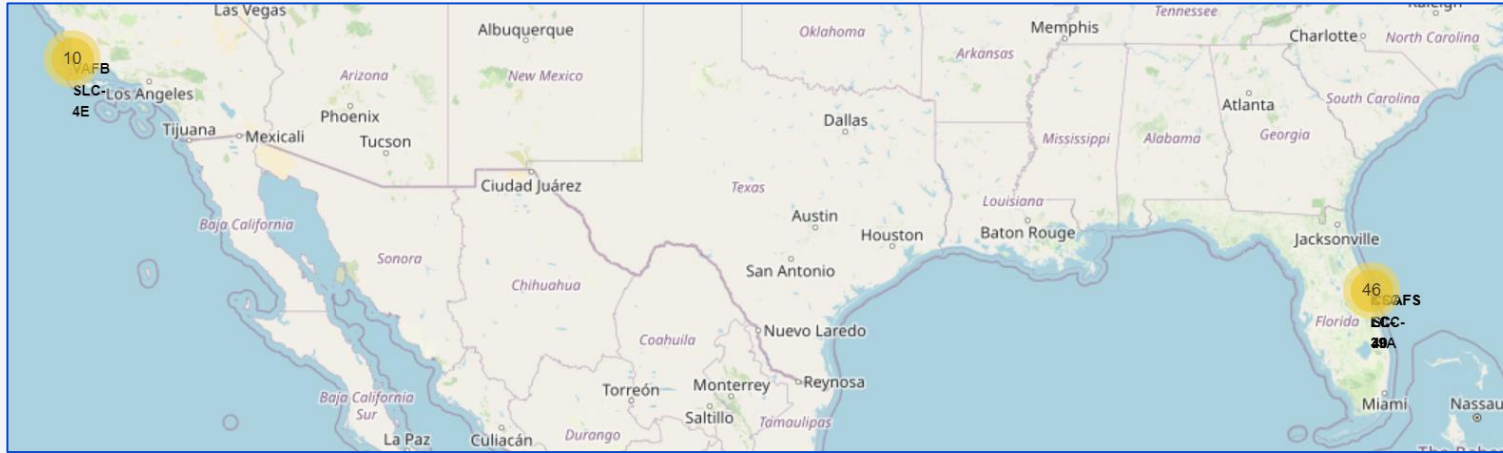 Las Vegas
Albuquerque
Oklahoma
Memphis
Tennessee
Charlotte
North Carolina
10
VAFB
SLC-
4E
Los Angeles
Arizona
New Mexico
Arkansas
Phoenix
Atlanta
South Carolina
Tijuana
Mexicali
Tucson
Dallas
Mississippi
Alabama
Georgia
Ciudad Juárez
Texas
Louisiana
Baja California
Austin
Houston
Baton Rouge
Jacksonville
Sonora
San Antonio
Chihuahua
46
Florida
Coahuila
Nuevo Laredo
Torreón
Monterrey
Reynosa
Saltillo
Tamaulipas
Baja California
Sur
Miami
Nassau
La Paz
Culiacán
Durango